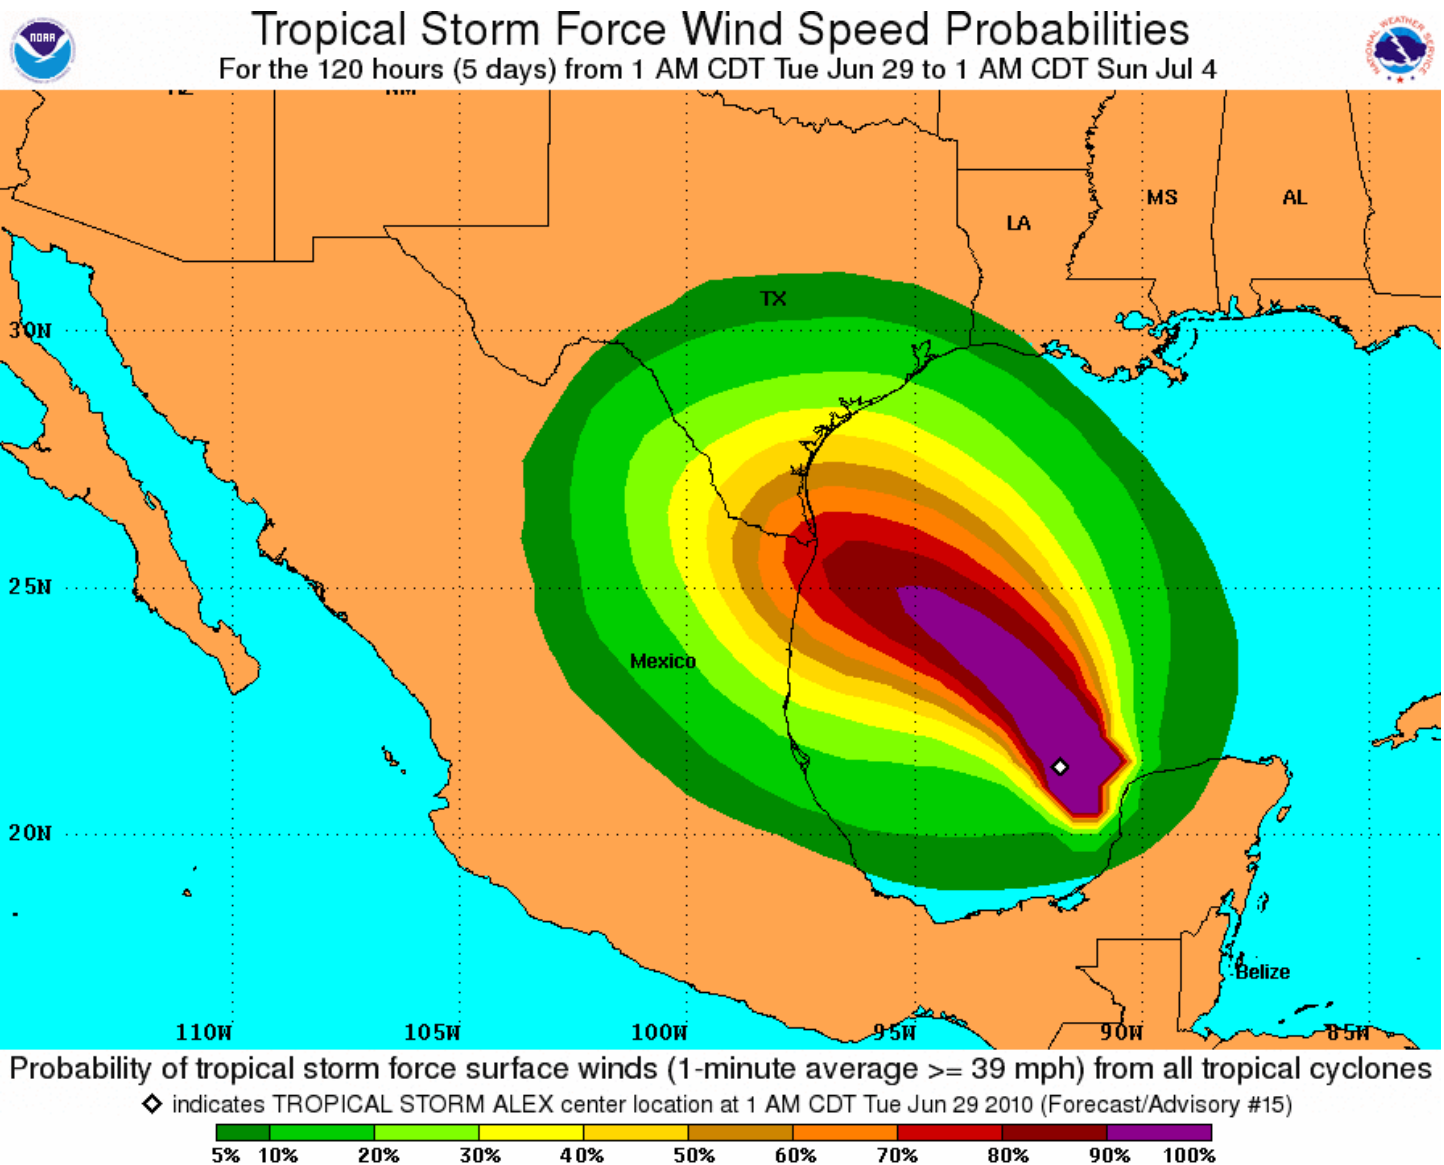 Tropical Storm Force Wind Speed Probabilities
For the 120 hours (5 days) from 1 AM CDT Tue Jun 29 to 1 AM CDT Sun Jul 4
NOAA
NATIONAL WEATHER SERVICE
NM
MS
AL
LA
TX
30N
25N
Mexico
20N
Belize
110W 105W 100W 95W 90W 85W
Probability of tropical storm force surface winds (1-minute average >= 39 mph) from all tropical cyclones
indicates TROPICAL STORM ALEX center location at 1 AM CDT Tue Jun 29 2010 (Forecast/Advisory #15)
5% 10% 20% 30% 40% 50% 60% 70% 80% 90% 100%